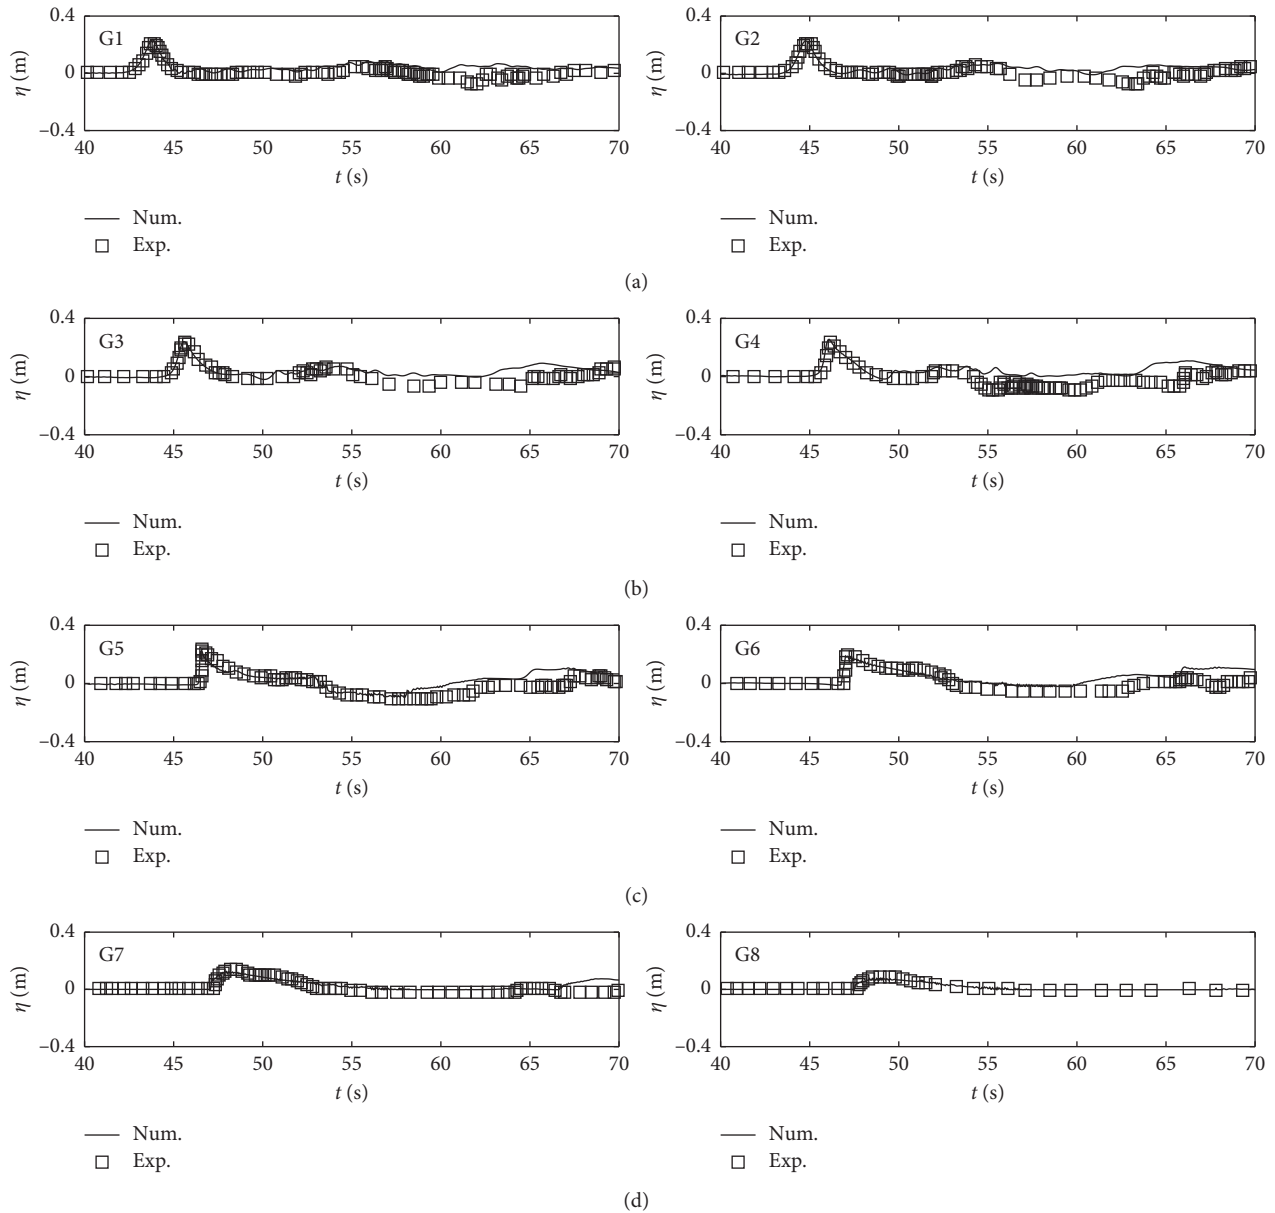 0.4 0.4
G1 G2
η (m) 0 η (m) 0
–0.4 –0.4
40 45 50 55 60 65 70 40 45 50 55 60 65 70
t (s) t (s)
Num. Num.
Exp. Exp.
(a)
0.4 0.4
G3 G4
η (m) 0 η (m) 0
–0.4 –0.4
40 45 50 55 60 65 70 40 45 50 55 60 65 70
t (s) t (s)
Num. Num.
Exp. Exp.
(b)
0.4 0.4
G5 G6
η (m) 0 η (m) 0
–0.4 –0.4
40 45 50 55 60 65 70 40 45 50 55 60 65 70
t (s) t (s)
Num. Num.
Exp. Exp.
(c)
0.4 0.4
G7 G8
η (m) 0 η (m) 0
–0.4 –0.4
40 45 50 55 60 65 70 40 45 50 55 60 65 70
t (s) t (s)
Num. Num.
Exp. Exp.
(d)